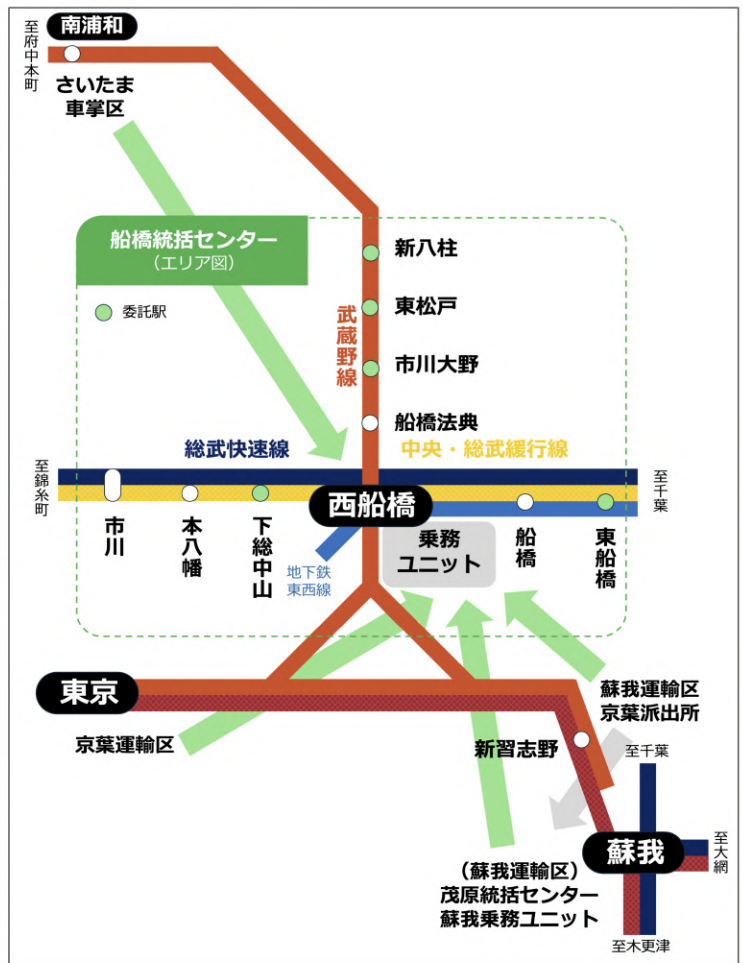 南浦和
至府中本町
さいたま
車掌区
船橋統括センター
(エリア図)
委託駅
新八柱
東松戸
市川大野
船橋法典
武蔵野線
総武快速線
中央・総武緩行線
至錦糸町
至千葉
西船橋
市川
本八幡
下総中山
地下鉄
東西線
乗務
ユニット
船橋
東船橋
東京
京葉運輸区
蘇我運輸区
京葉派出所
新習志野
至千葉
蘇我
至大網
(蘇我運輸区)
茂原統括センター
蘇我乗務ユニット
至木更津